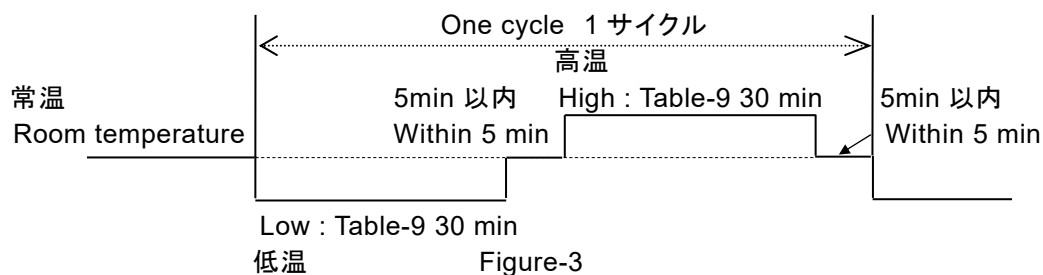 One cycle 1 サイクル
高温
常温 5min 以内 High : Table-9 30 min 5min 以内
Room temperature Within 5 min Within 5 min
Low : Table-9 30 min
低温 Figure-3